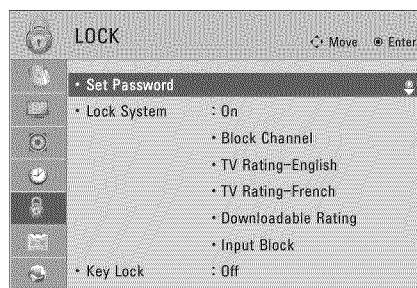 LOCK
Move Enter
• Set Password
• Lock System : On
• Block Channel
• TV Rating-English
• TV Rating-French
• Downloadable Rating
• Input Block
• Key Lock : Off